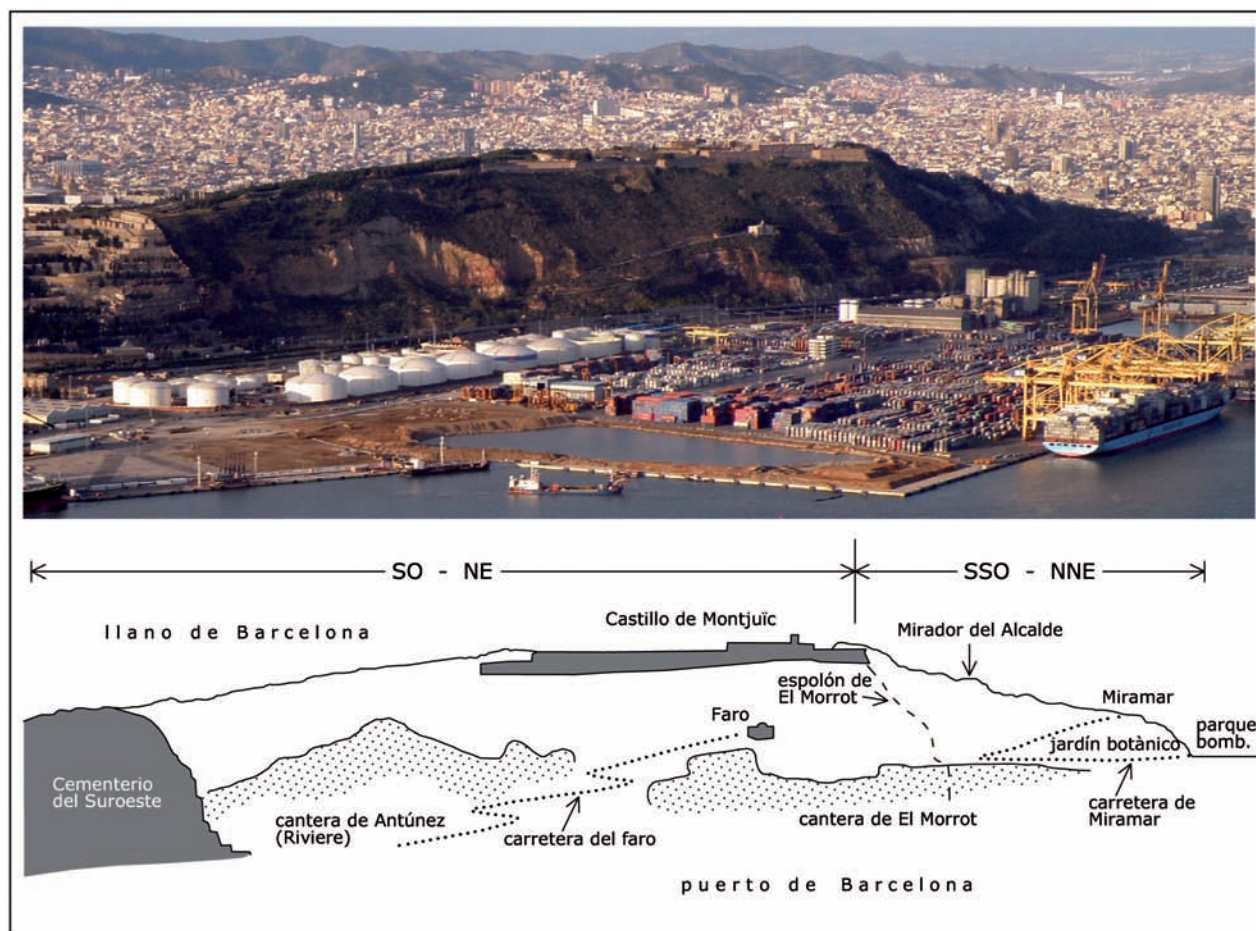 SO - NE
SSO - NNE
llano de Barcelona
Castillo de Montjuïc
Mirador del Alcalde
espolón de
El Morrot
Miramar
Faro
parque
bomb.
jardín botànico
Cementerio
del Suroeste
cantera de Antúnez
(Riviere)
carretera del faro
cantera de El Morrot
carretera de
Miramar
puerto de Barcelona